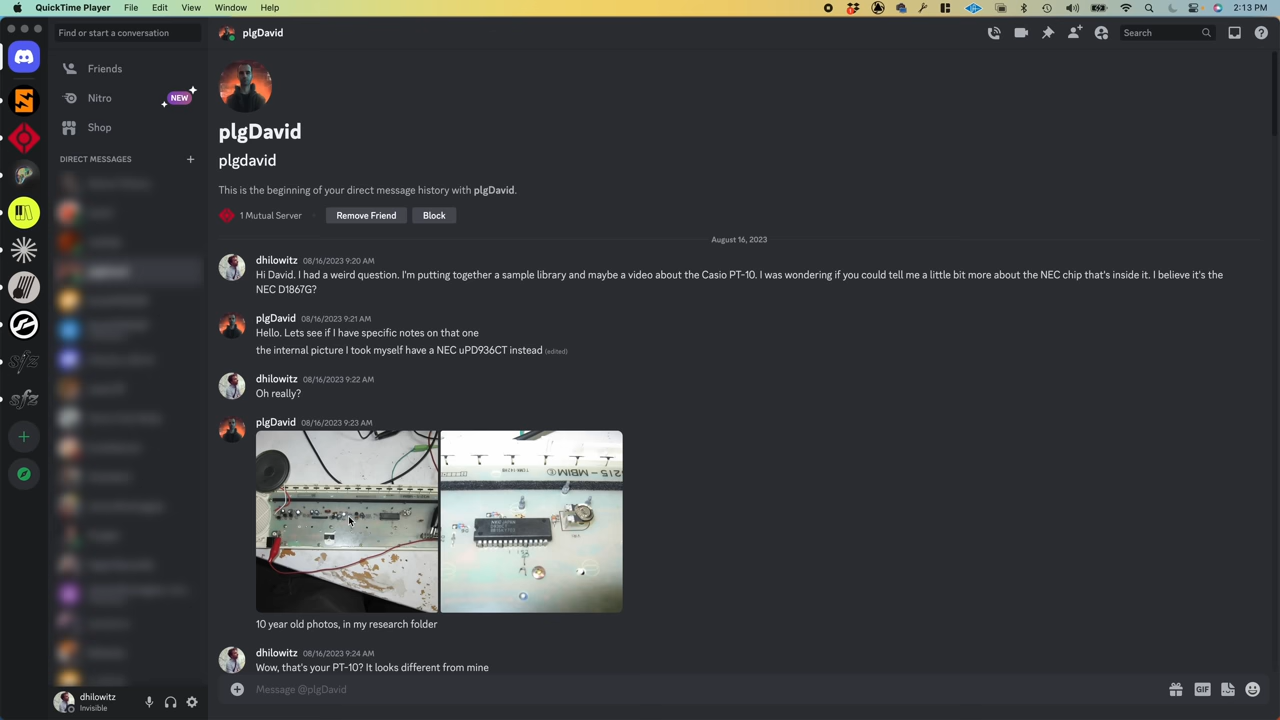 QuickTime Player File Edit View Window Help
2:13 PM
Find or start a conversation
plgDavid
Search
Friends
Nitro
NEW
Shop
DIRECT MESSAGES
plgDavid
plgdavid
This is the beginning of your direct message history with plgDavid.
1 Mutual Server
Remove Friend
Block
August 16, 2023
dhilowitz 08/16/2023 9:20 AM
Hi David. I had a weird question. I'm putting together a sample library and maybe a video about the Casio PT-10. I was wondering if you could tell me a little bit more about the NEC chip that's inside it. I believe it's the
NEC D1867G?
plgDavid 08/16/2023 9:21 AM
Hello. Lets see if I have specific notes on that one
the internal picture I took myself have a NEC uPD936CT instead (edited)
dhilowitz 08/16/2023 9:22 AM
Oh really?
plgDavid 08/16/2023 9:23 AM
10 year old photos, in my research folder
dhilowitz 08/16/2023 9:24 AM
Wow, that's your PT-10? It looks different from mine
Message @plgDavid
GIF
dhilowitz
Invisible
sfz
sfz